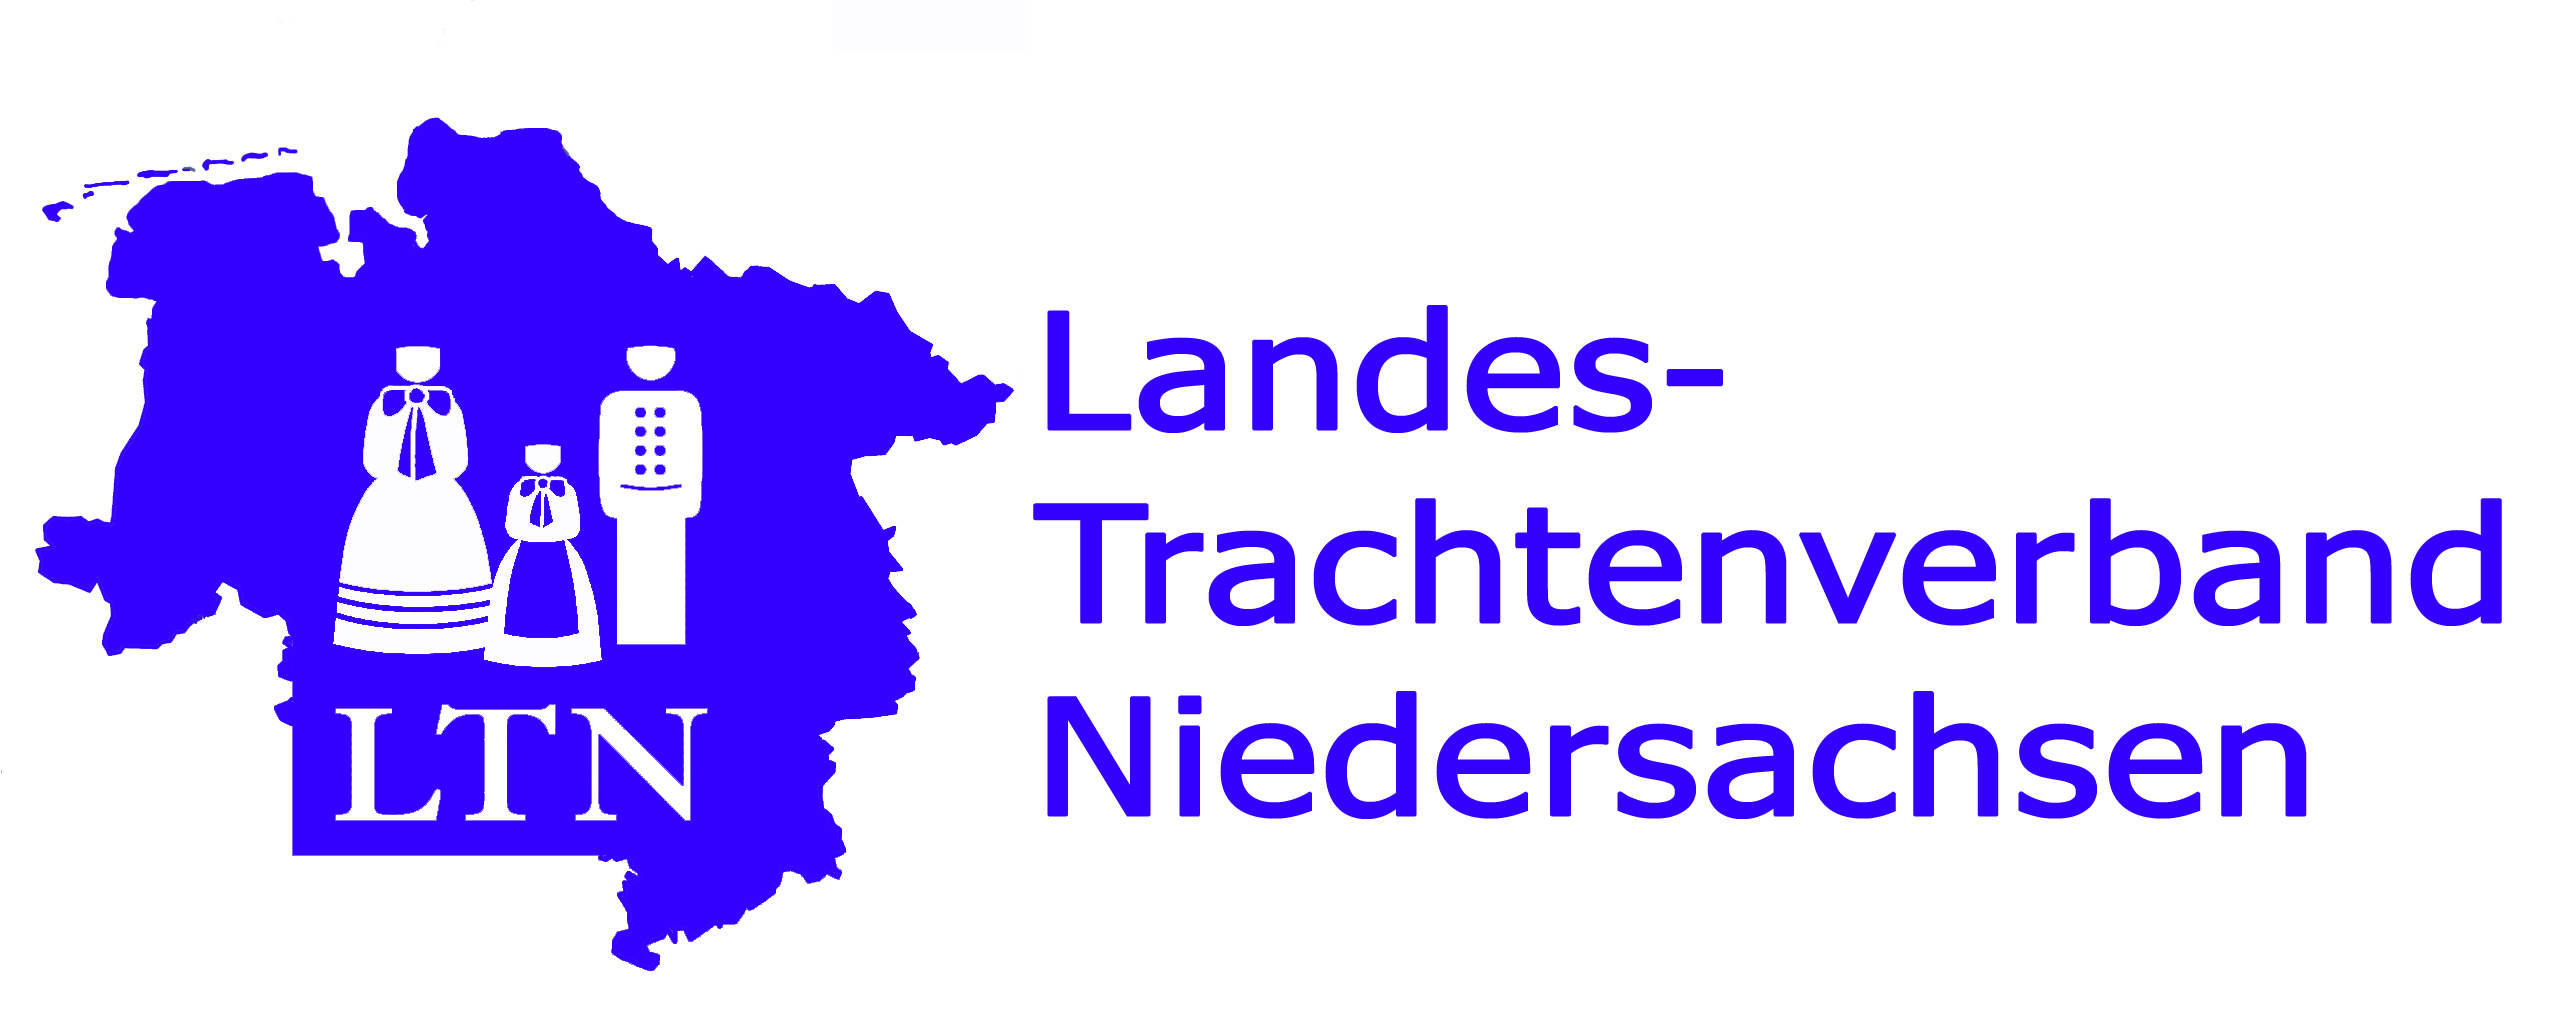 LTN
Landes-
Trachtenverband
Niedersachsen